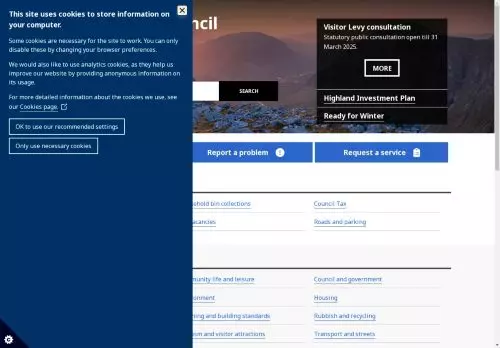 This site uses cookies to store information on
your computer.
Some cookies are necessary for the site to work. You can only
disable these by changing your browser preferences.
We would also like to use analytics cookies, as they help us
improve our website by providing anonymous information on
its usage.
For more detailed information about the cookies we use, see
our Cookies page.
OK to use our recommended settings
Only use necessary cookies
ncil
SEARCH
Visitor Levy consultation
Statutory public consultation open till 31
March 2025.
MORE
Highland Investment Plan
Ready for Winter
Report a problem
Request a service
ehold bin collections
Council Tax
acancies
Roads and parking
munity life and leisure
Council and government
onment
Housing
ning and building standards
Rubbish and recycling
ism and visitor attractions
Transport and streets